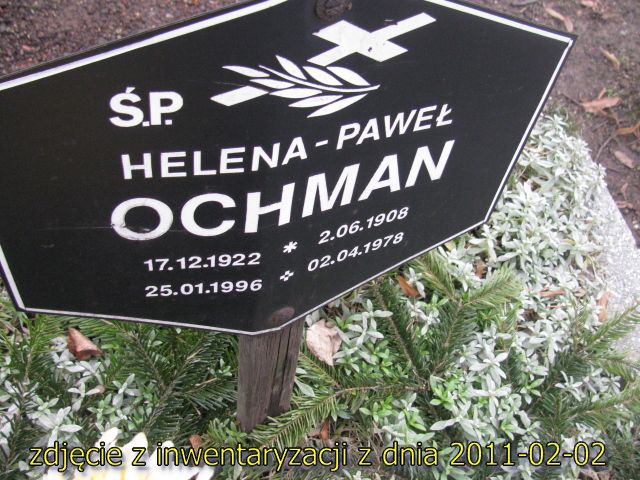 Ś.P.
HELENA - PAWEŁ
OCHMAN
17.12.1922 * 2.06.1908
25.01.1996 ✢ 02.04.1978
zdjęcie z inwentaryzacji z dnia 2011-02-02